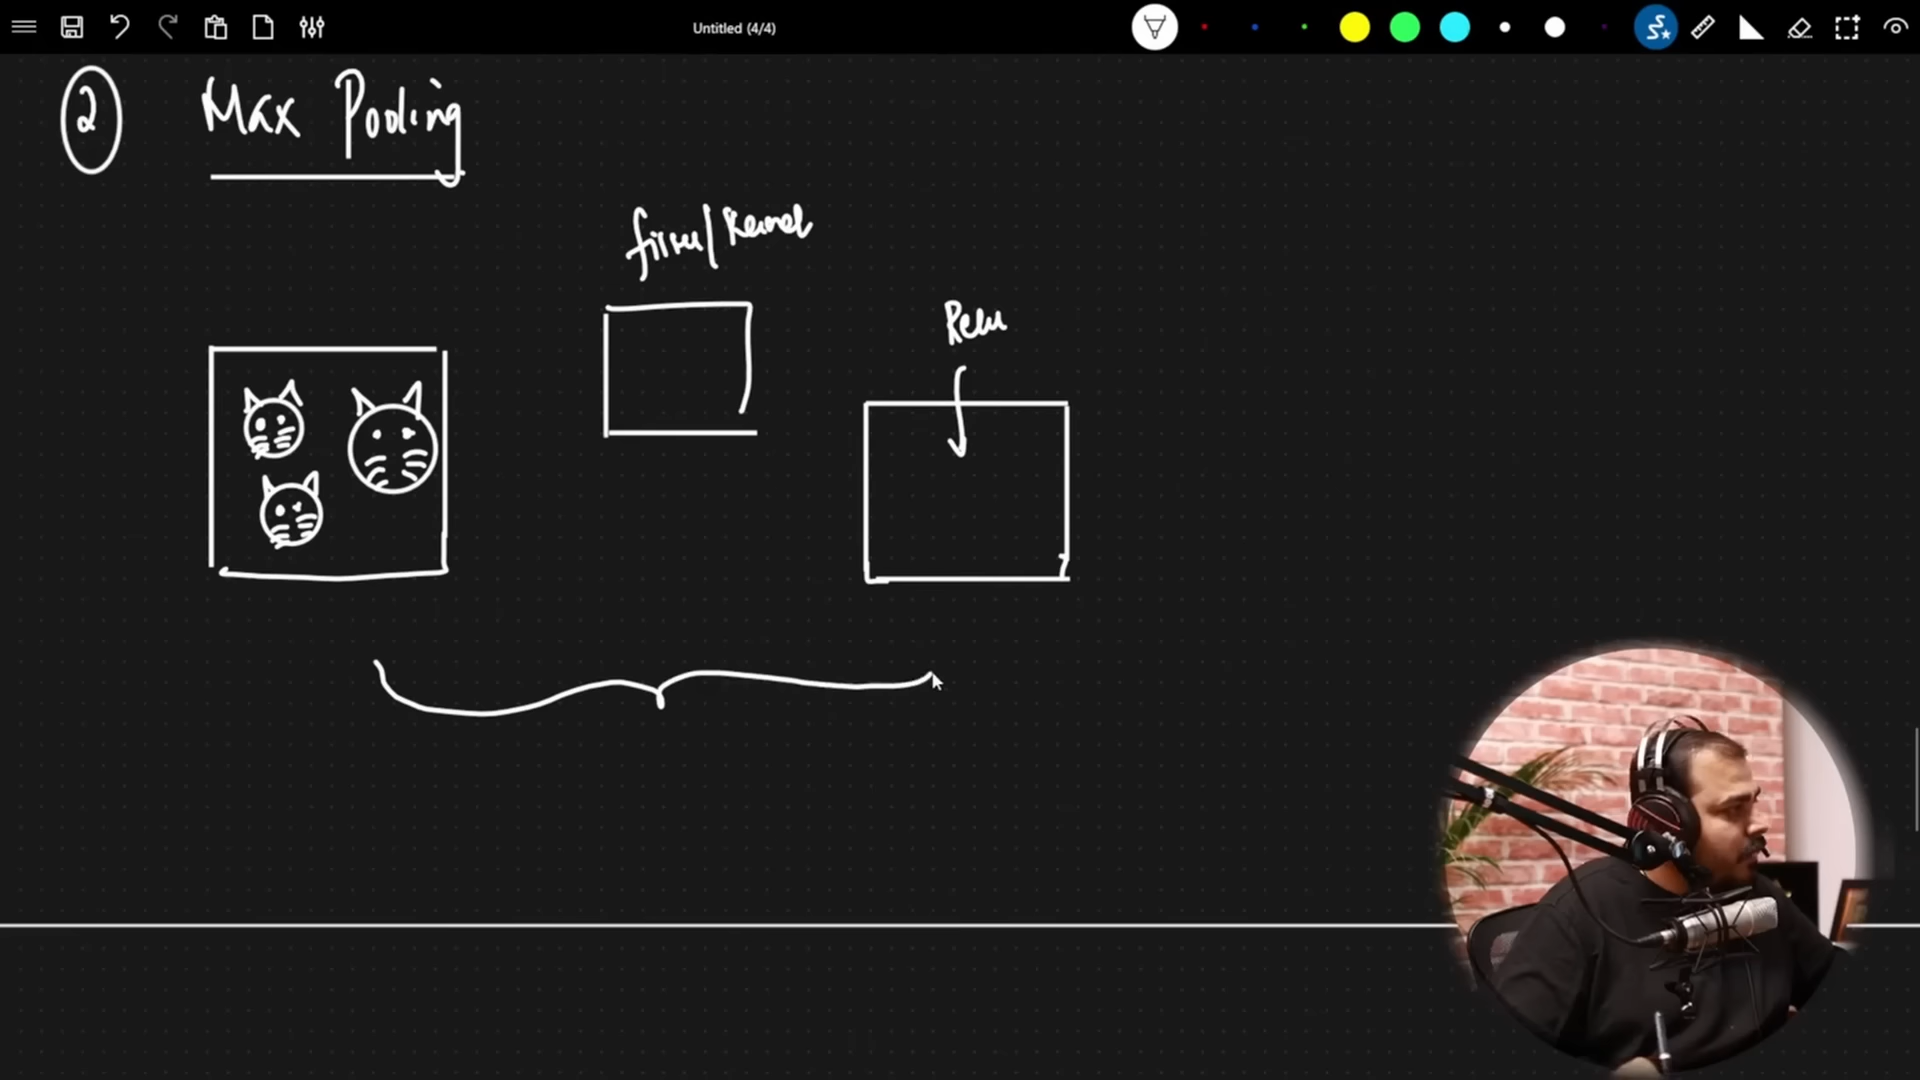 Untitled (4/4)
2 Max Pooling
filter/Kernel
Relu